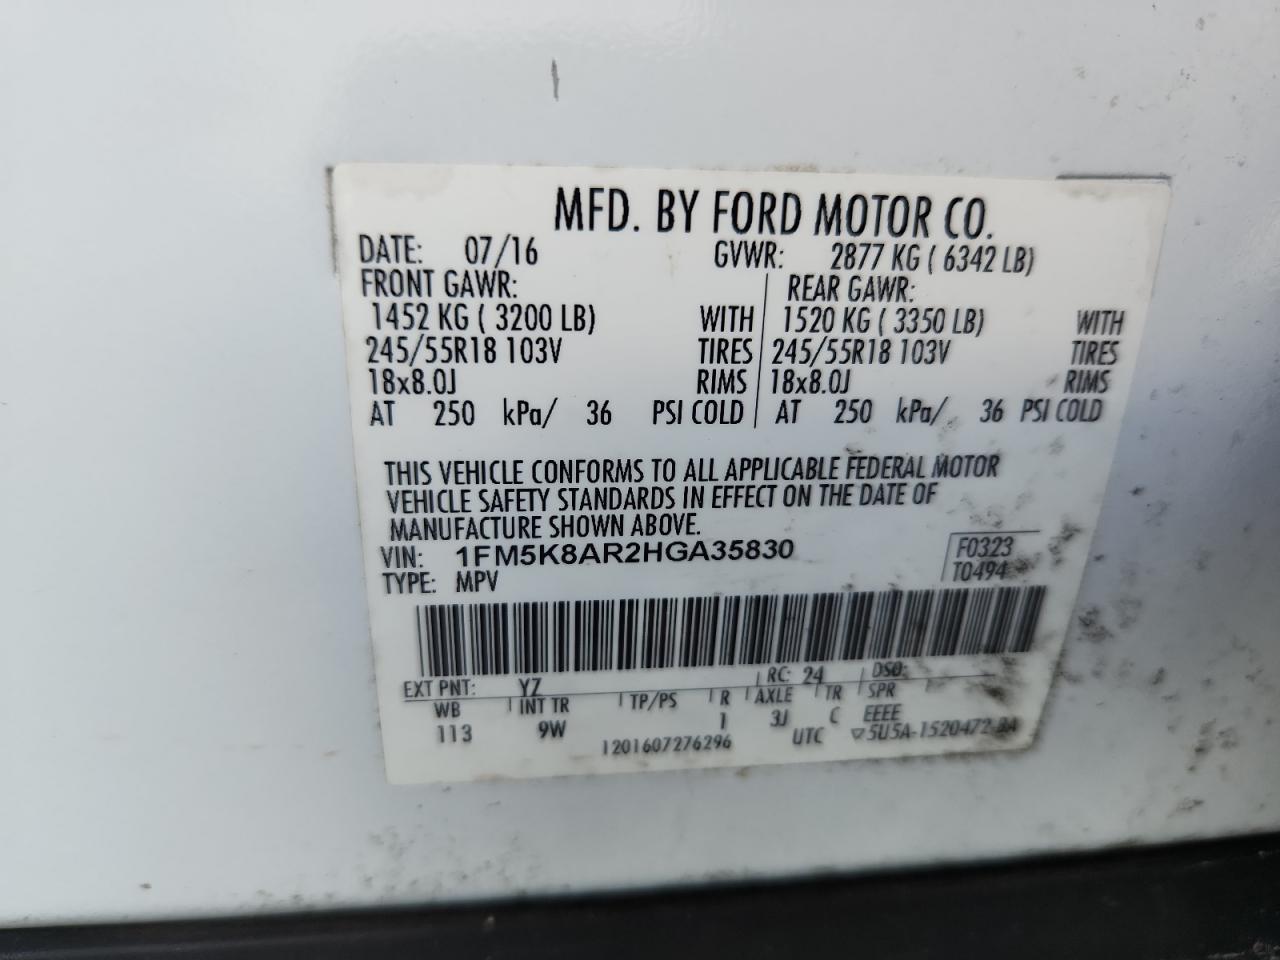 MFD. BY FORD MOTOR CO.
DATE: 07/16 GVWR: 2877 KG ( 6342 LB)
FRONT GAWR: REAR GAWR:
1452 KG ( 3200 LB) WITH 1520 KG ( 3350 LB) WITH
245/55R18 103V TIRES 245/55R18 103V TIRES
18x8.0J RIMS 18x8.0J RIMS
AT 250 kPa/ 36 PSI COLD AT 250 kPa/ 36 PSI COLD
THIS VEHICLE CONFORMS TO ALL APPLICABLE FEDERAL MOTOR
VEHICLE SAFETY STANDARDS IN EFFECT ON THE DATE OF
MANUFACTURE SHOWN ABOVE.
VIN: 1FM5K8AR2HGA35830 F0323
TYPE: MPV T0494
EXT PNT: YZ RC: 24 DSO:
WB INT TR TP/PS R AXLE TR SPR
113 9W 1 3J C EEEE
1201607276296 UTC ▽5U5A-1520472-BA